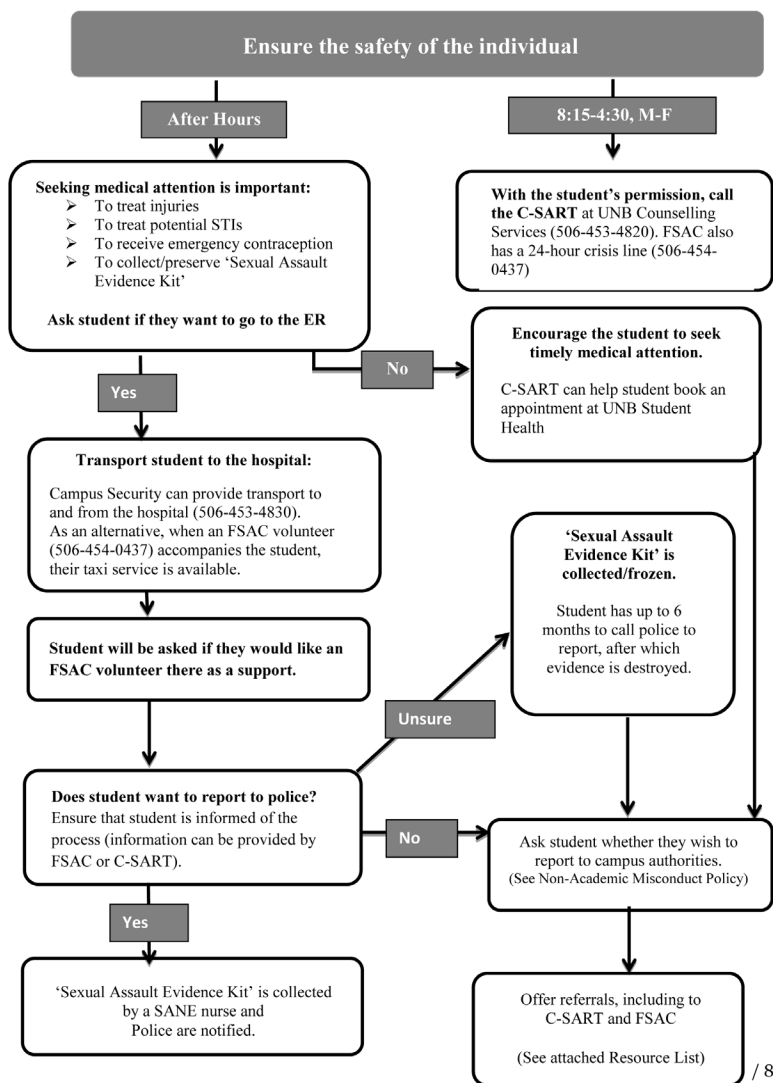 Ensure the safety of the individual
After Hours
8:15-4:30, M-F
Seeking medical attention is important:
➢ To treat injuries
➢ To treat potential STIs
➢ To receive emergency contraception
➢ To collect/preserve ‘Sexual Assault
Evidence Kit’
Ask student if they want to go to the ER
With the student’s permission, call
the C-SART at UNB Counselling
Services (506-453-4820). FSAC also
has a 24-hour crisis line (506-454-
0437)
No
Encourage the student to seek
timely medical attention.
C-SART can help student book an
appointment at UNB Student
Health
Yes
Transport student to the hospital:
Campus Security can provide transport to
and from the hospital (506-453-4830).
As an alternative, when an FSAC volunteer
(506-454-0437) accompanies the student,
their taxi service is available.
‘Sexual Assault
Evidence Kit’ is
collected/frozen.
Student has up to 6
months to call police to
report, after which
evidence is destroyed.
Student will be asked if they would like an
FSAC volunteer there as a support.
Unsure
Does student want to report to police?
Ensure that student is informed of the
process (information can be provided by
FSAC or C-SART).
No
Ask student whether they wish to
report to campus authorities.
(See Non-Academic Misconduct Policy)
Yes
‘Sexual Assault Evidence Kit’ is collected
by a SANE nurse and
Police are notified.
Offer referrals, including to
C-SART and FSAC
(See attached Resource List)
/ 8